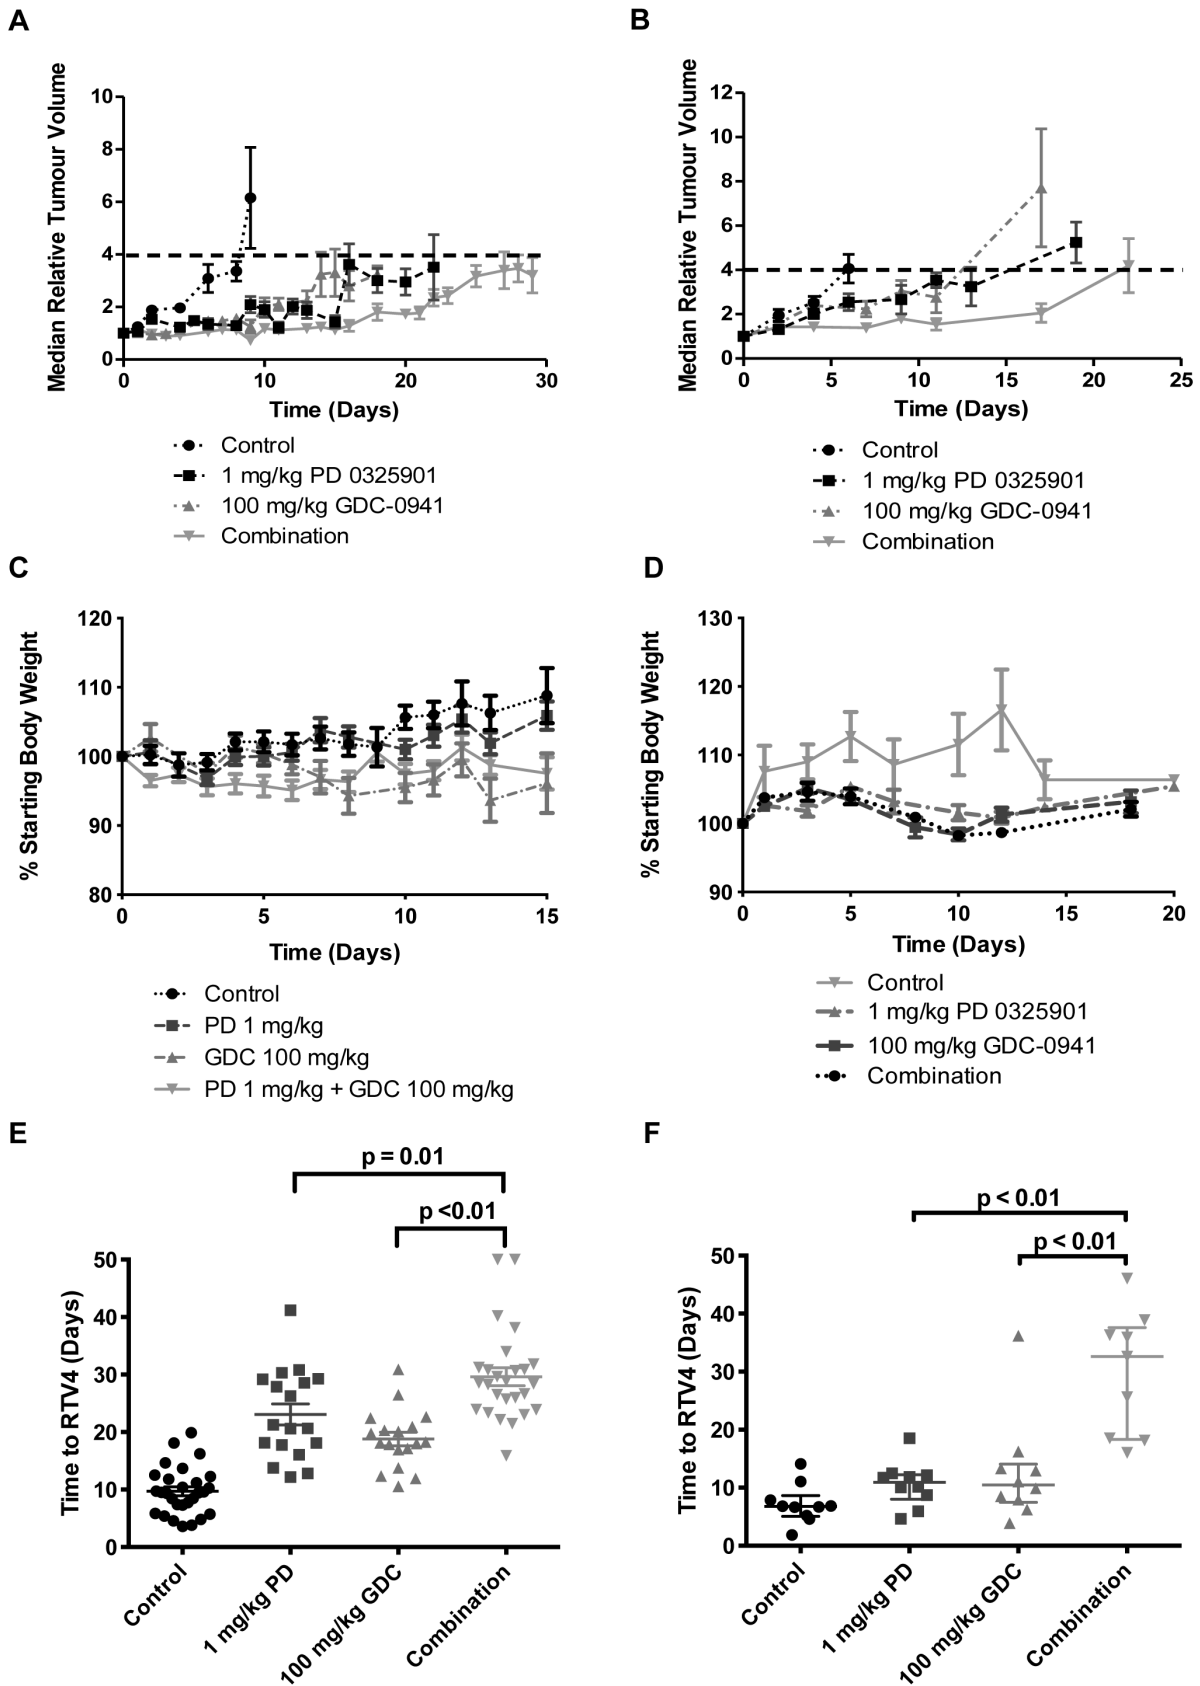 A
Median Relative Tumour Volume
10
8
6
4
2
0
0 10 20 30
Time (Days)
Control
1 mg/kg PD 0325901
100 mg/kg GDC-0941
Combination
B
Median Relative Tumour Volume
12
10
8
6
4
2
0
0 5 10 15 20 25
Time (Days)
Control
1 mg/kg PD 0325901
100 mg/kg GDC-0941
Combination
C
% Starting Body Weight
120
110
100
90
80
0 5 10 15
Time (Days)
Control
PD 1 mg/kg
GDC 100 mg/kg
PD 1 mg/kg + GDC 100 mg/kg
D
% Starting Body Weight
130
120
110
100
90
0 5 10 15 20
Time (Days)
Control
1 mg/kg PD 0325901
100 mg/kg GDC-0941
Combination
E
p = 0.01
p <0.01
Time to RTV4 (Days)
50
40
30
20
10
0
Control
1 mg/kg PD
100 mg/kg GDC
Combination
F
p < 0.01
p < 0.01
Time to RTV4 (Days)
50
40
30
20
10
0
Control
1 mg/kg PD
100 mg/kg GDC
Combination